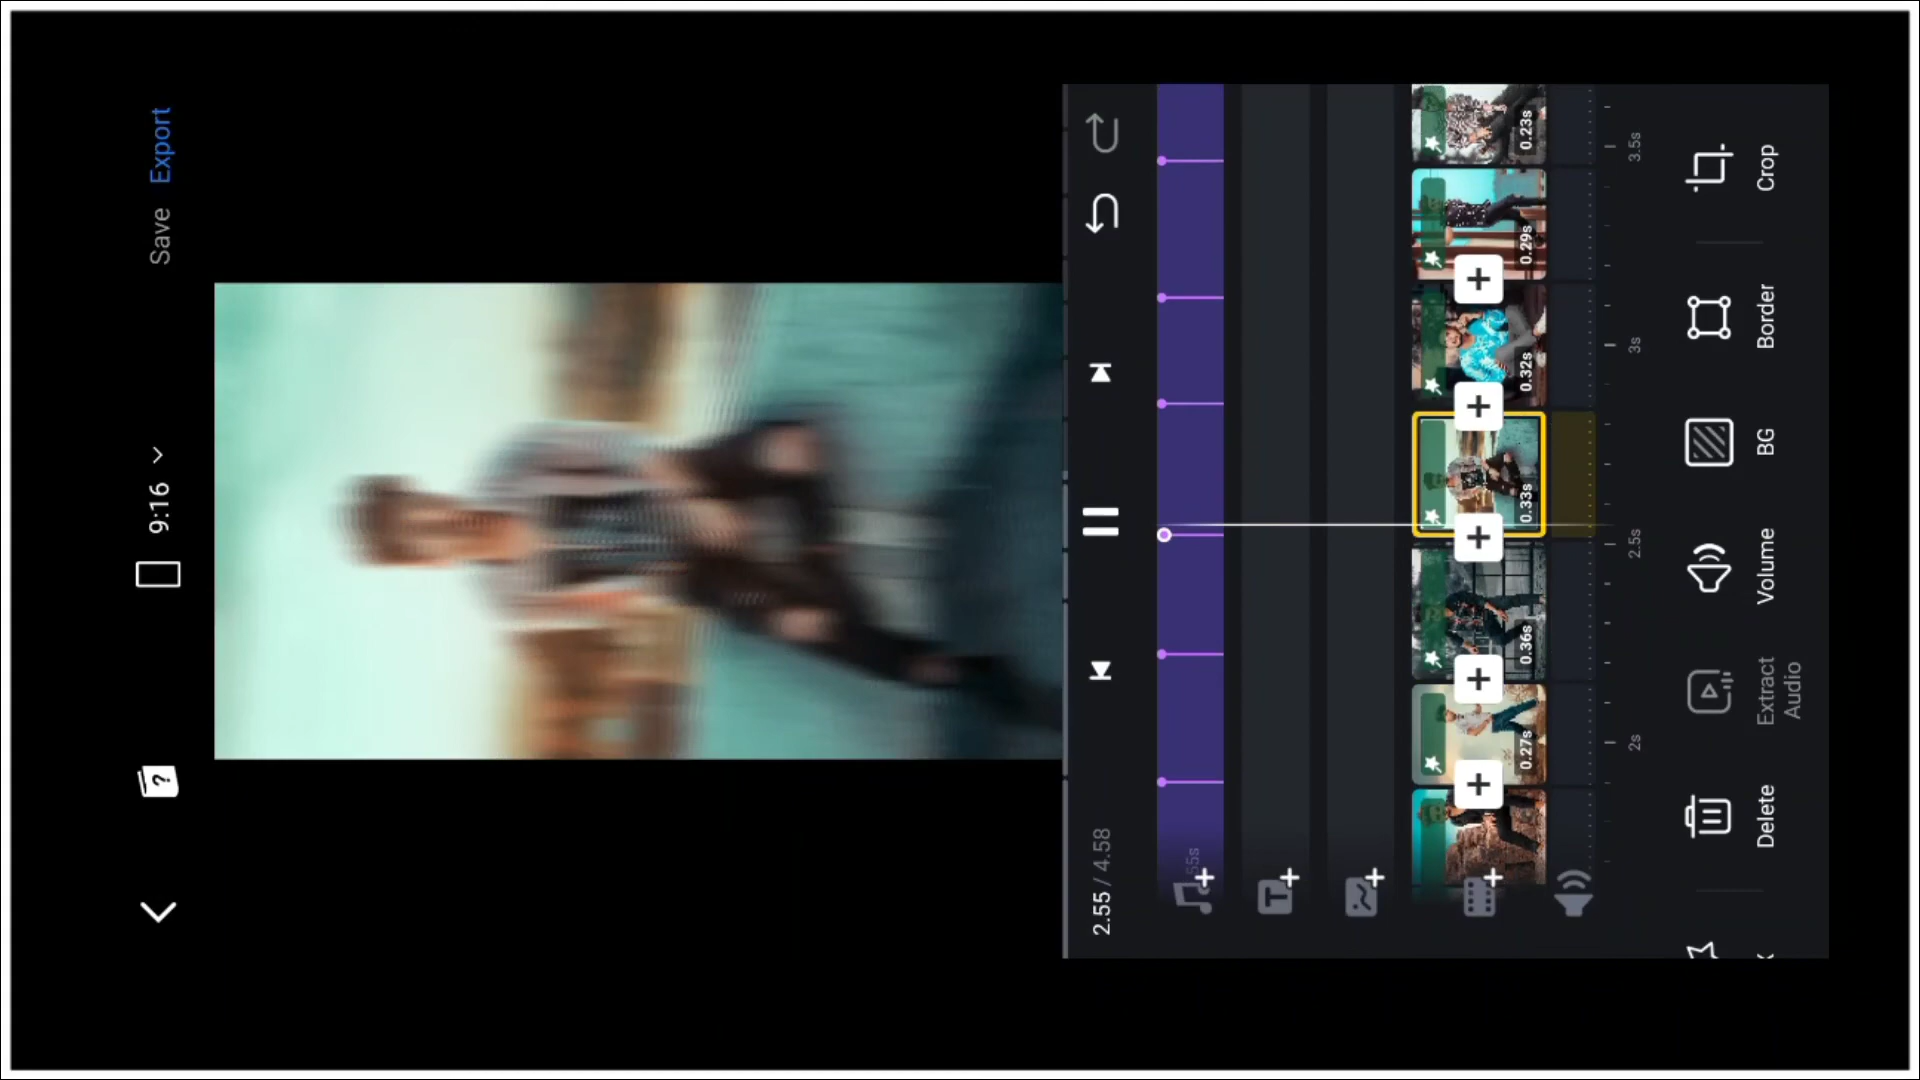 ?
9:16
Save
Export
2.55 / 4.58
55s
T
0.27s
0.36s
0.33s
0.32s
0.29s
0.23s
2s
2.5s
3s
3.5s
Delete
Extract
Audio
Volume
BG
Border
Crop